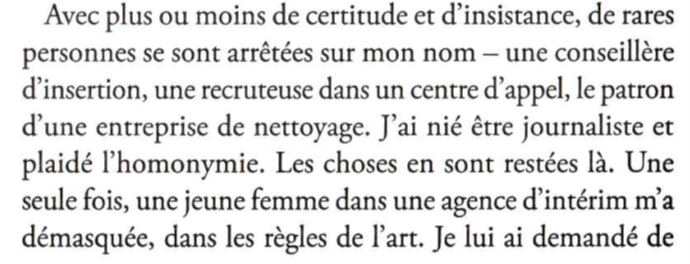 Avec plus ou moins de certitude et d’insistance, de rares
personnes se sont arrêtées sur mon nom – une conseillère
d’insertion, une recruteuse dans un centre d’appel, le patron
d’une entreprise de nettoyage. J’ai nié être journaliste et
plaidé l’homonymie. Les choses en sont restées là. Une
seule fois, une jeune femme dans une agence d’intérim m’a
démasquée, dans les règles de l’art. Je lui ai demandé de